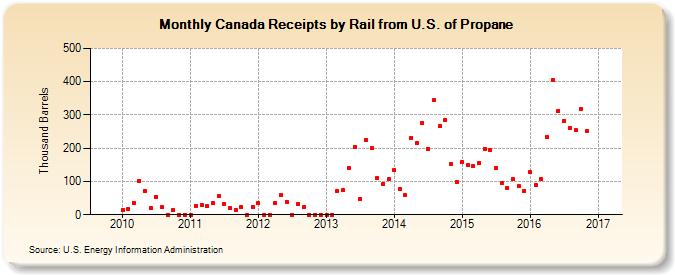 Monthly Canada Receipts by Rail from U.S. of Propane
Thousand Barrels
500
400
300
200
100
0
2010 2011 2012 2013 2014 2015 2016 2017
Source: U.S. Energy Information Administration